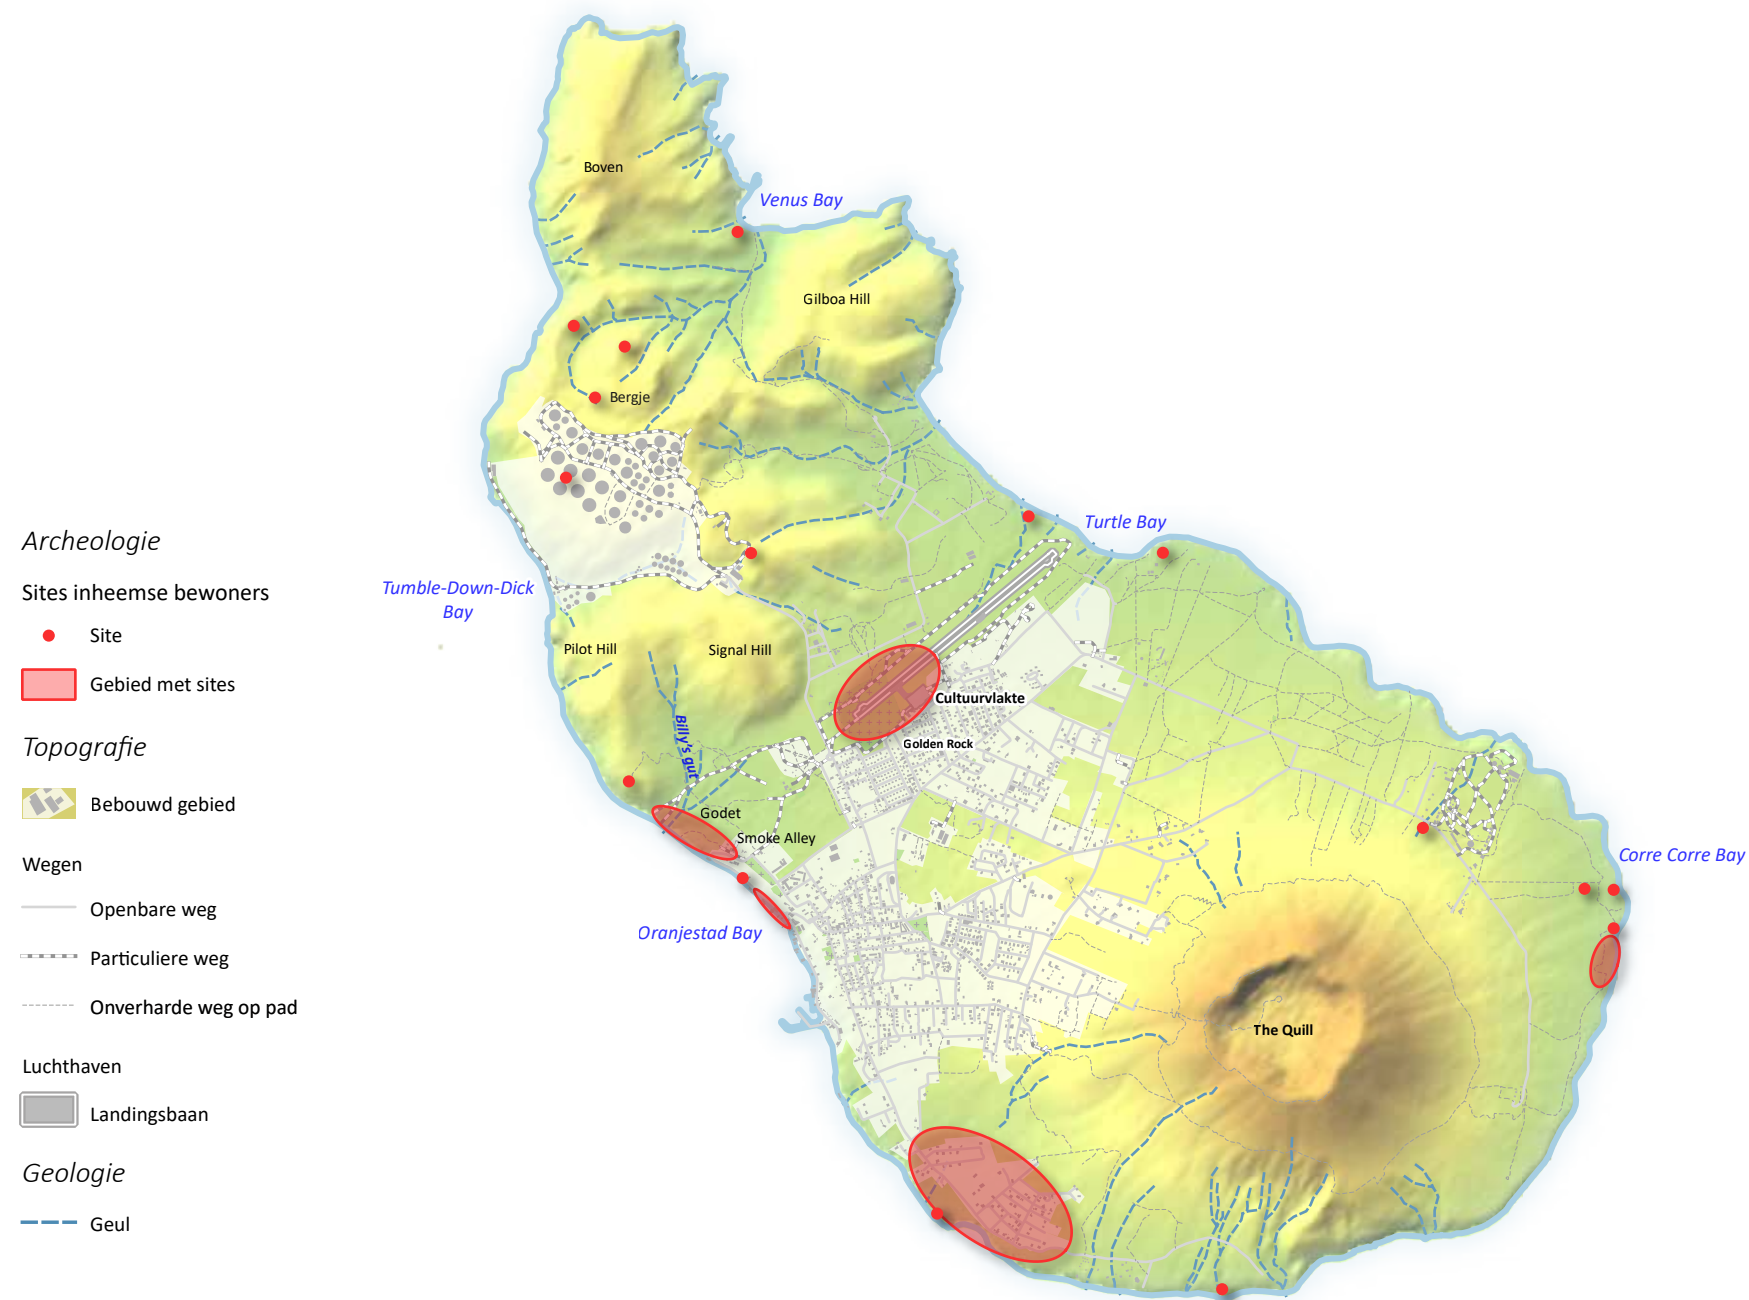 Archeologie
Sites inheemse bewoners
Site
Gebied met sites
Topografie
Bebouwd gebied
Wegen
Openbare weg
Particuliere weg
Onverharde weg op pad
Luchthaven
Landingsbaan
Geologie
Geul
Boven
Venus Bay
Gilboa Hill
Bergje
Turtle Bay
Tumble-Down-Dick
Bay
Pilot Hill
Signal Hill
Cultuurvlakte
Billy's gut
Golden Rock
Godet
Smoke Alley
Corre Corre Bay
Oranjestad Bay
The Quill